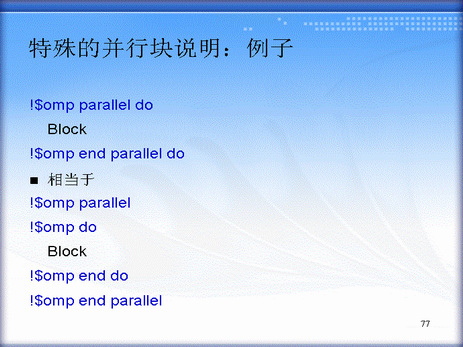 特殊的并行块说明：例子
!$omp parallel do
Block
!$omp end parallel do
■ 相当于
!$omp parallel
!$omp do
Block
!$omp end do
!$omp end parallel
77